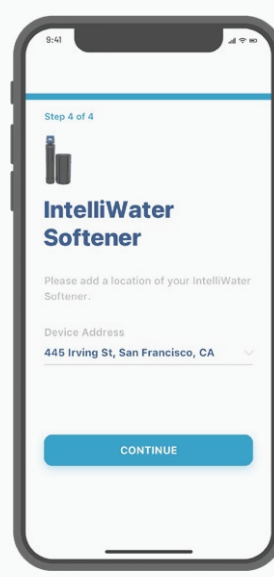 9:41
Step 4 of 4
IntelliWater
Softener
Please add a location of your IntelliWater
Softener.
Device Address
445 Irving St, San Francisco, CA
CONTINUE